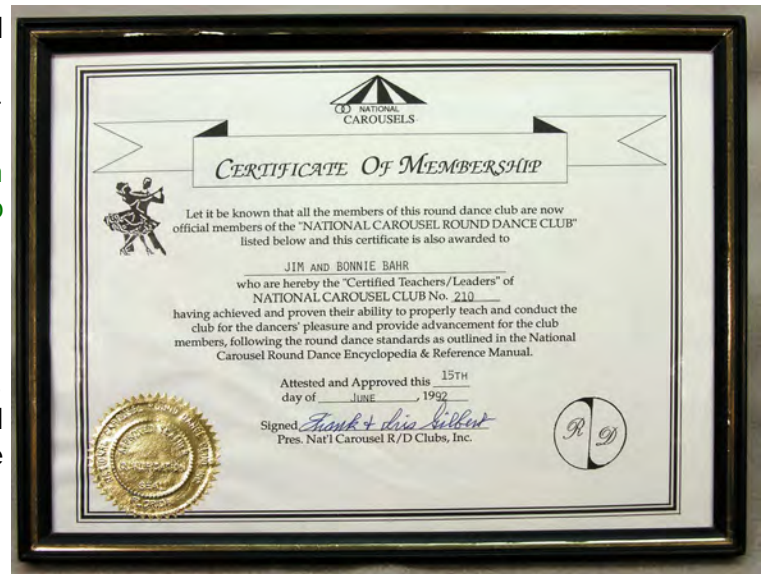 NATIONAL
CAROUSELS
CERTIFICATE OF MEMBERSHIP
Let it be known that all the members of this round dance club are now
official members of the "NATIONAL CAROUSEL ROUND DANCE CLUB"
listed below and this certificate is also awarded to
JIM AND BONNIE BAHR
who are hereby the "Certified Teachers/Leaders" of
NATIONAL CAROUSEL CLUB No. 210
having achieved and proven their ability to properly teach and conduct the
club for the dancers' pleasure and provide advancement for the club
members, following the round dance standards as outlined in the National
Carousel Round Dance Encyclopedia & Reference Manual.
Attested and Approved this 15TH
day of JUNE, 1992
Signed Frank & Iris Gilbert
Pres. Nat'l Carousel R/D Clubs, Inc.
R D
SEAL